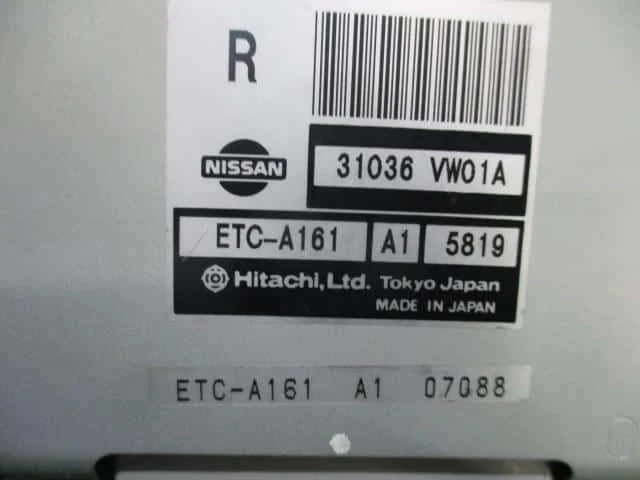 R
NISSAN
31036 VW01A
ETC-A161 A1 5819
Hitachi, Ltd. Tokyo Japan
MADE IN JAPAN
ETC-A161 A1 07088